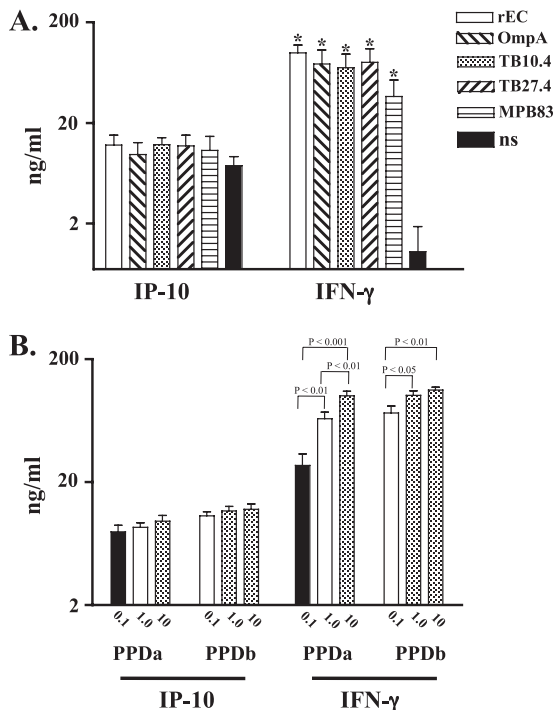 A.
200
20
2
ng/ml
* * * * *
IP-10 IFN-γ
rEC
OmpA
TB10.4
TB27.4
MPB83
ns
B.
200
20
2
ng/ml
P < 0.001
P < 0.01
P < 0.01
P < 0.01
P < 0.05
0.1 1.0 10 0.1 1.0 10 0.1 1.0 10 0.1 1.0 10
PPDa PPDb PPDa PPDb
IP-10 IFN-γ